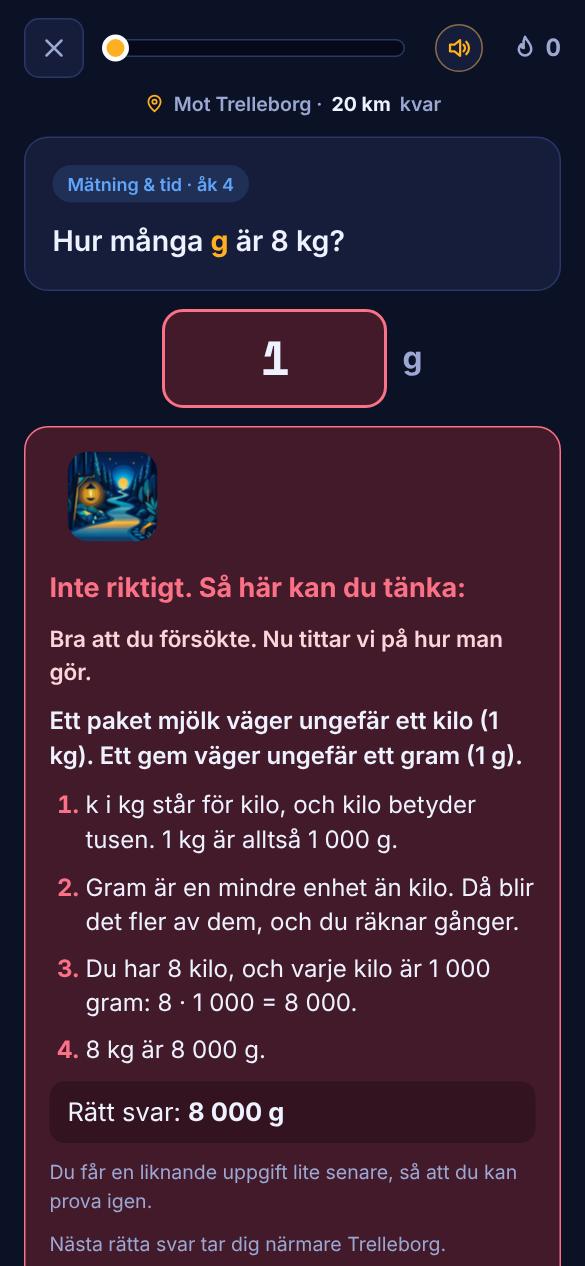 0
Mot Trelleborg · 20 km kvar
Mätning & tid · åk 4
Hur många g är 8 kg?
1 g
Inte riktigt. Så här kan du tänka:
Bra att du försökte. Nu tittar vi på hur man
gör.
Ett paket mjölk väger ungefär ett kilo (1
kg). Ett gem väger ungefär ett gram (1 g).
1. k i kg står för kilo, och kilo betyder
tusen. 1 kg är alltså 1 000 g.
2. Gram är en mindre enhet än kilo. Då blir
det fler av dem, och du räknar gånger.
3. Du har 8 kilo, och varje kilo är 1 000
gram: 8 · 1 000 = 8 000.
4. 8 kg är 8 000 g.
Rätt svar: 8 000 g
Du får en liknande uppgift lite senare, så att du kan
prova igen.
Nästa rätta svar tar dig närmare Trelleborg.